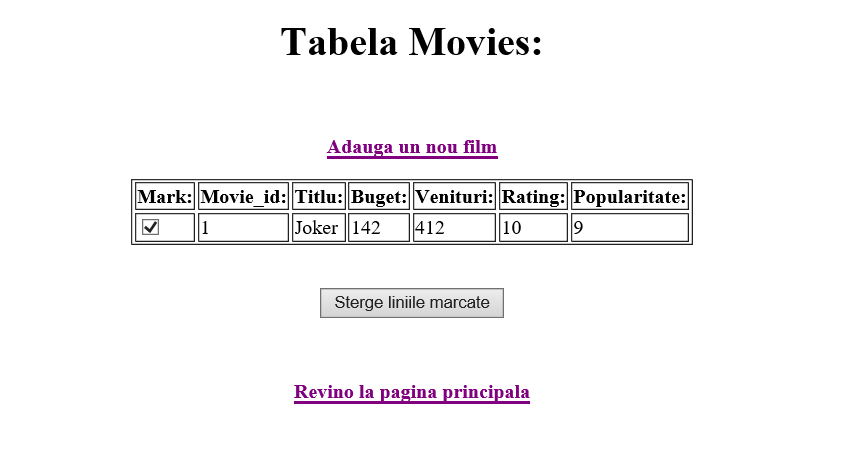 Tabela Movies:
Adauga un nou film
Mark: Movie_id: Titlu: Buget: Venituri: Rating: Popularitate:
1 Joker 142 412 10 9
Sterge liniile marcate
Revino la pagina principala